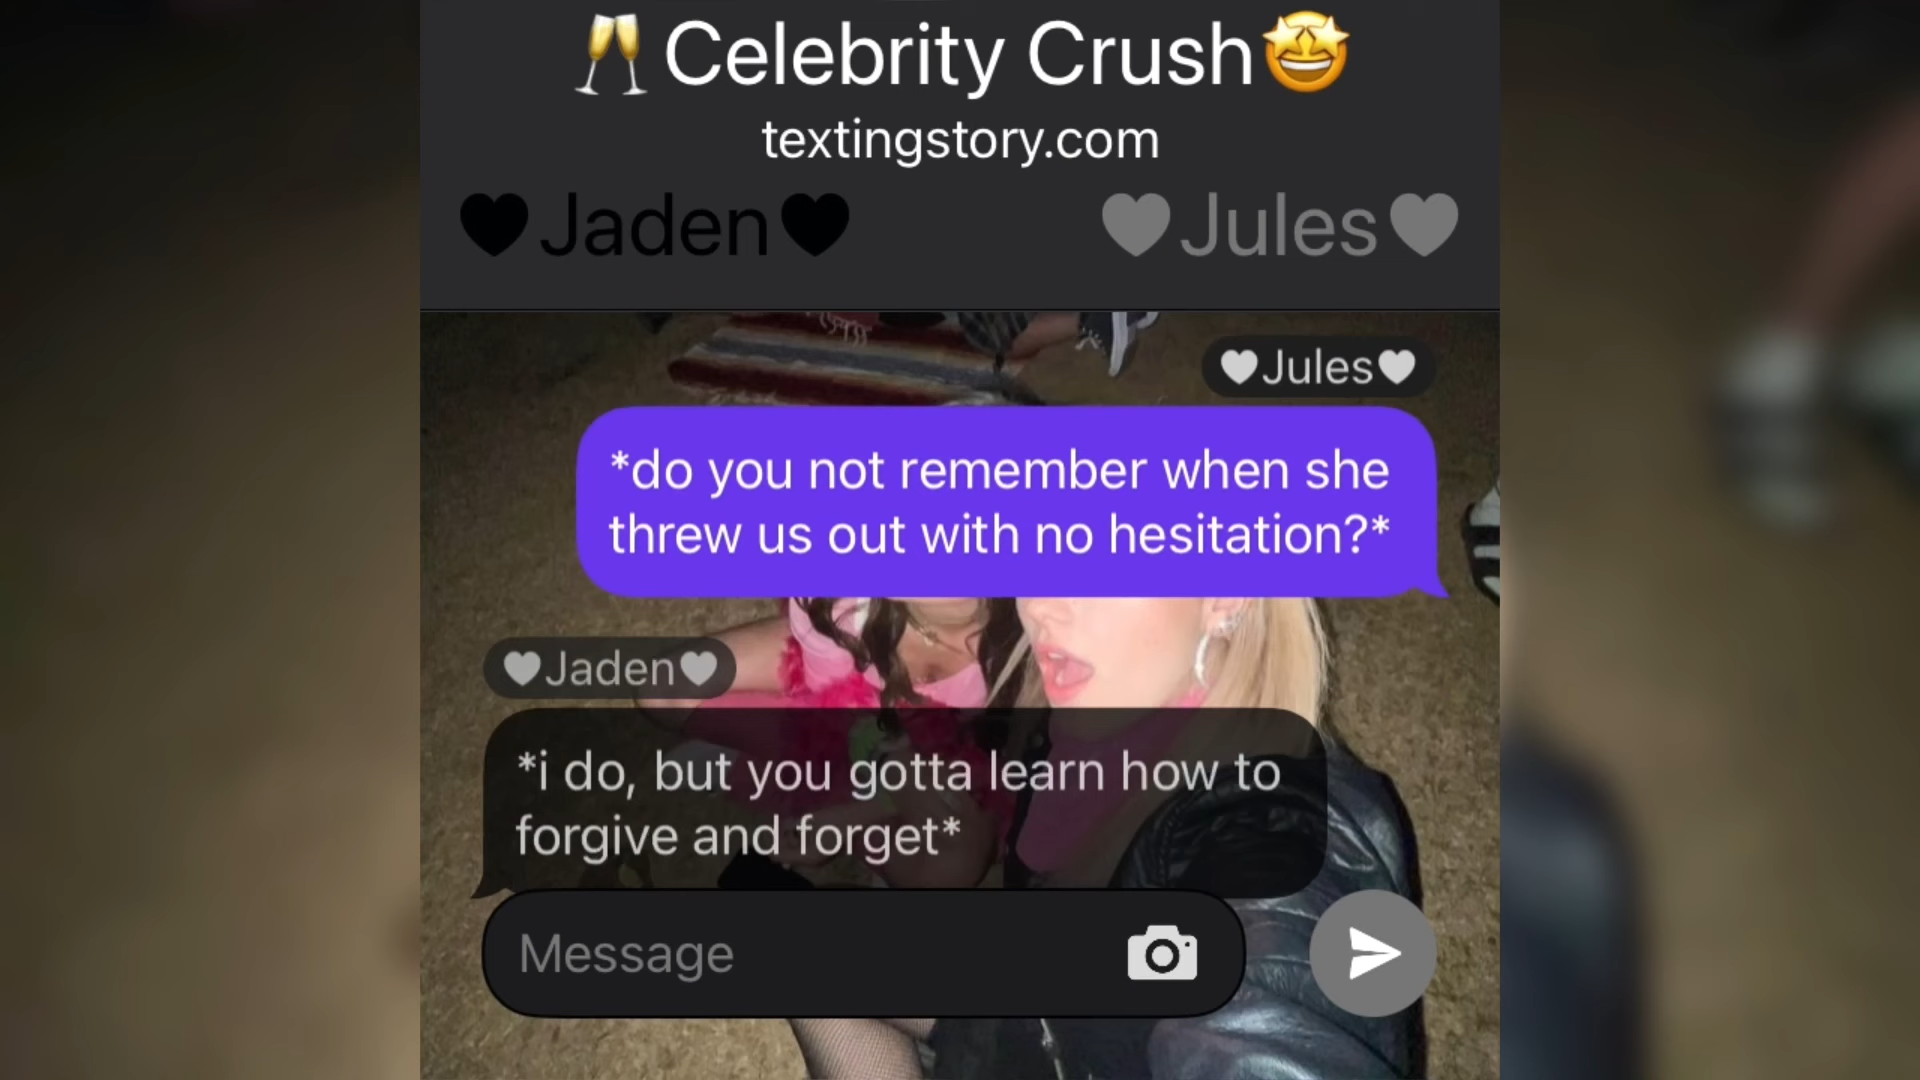 🥂Celebrity Crush🤩
textingstory.com
🖤Jaden🖤 🤍Jules🤍
🤍Jules🤍
*do you not remember when she
threw us out with no hesitation?*
🤍Jaden🤍
*i do, but you gotta learn how to
forgive and forget*
Message